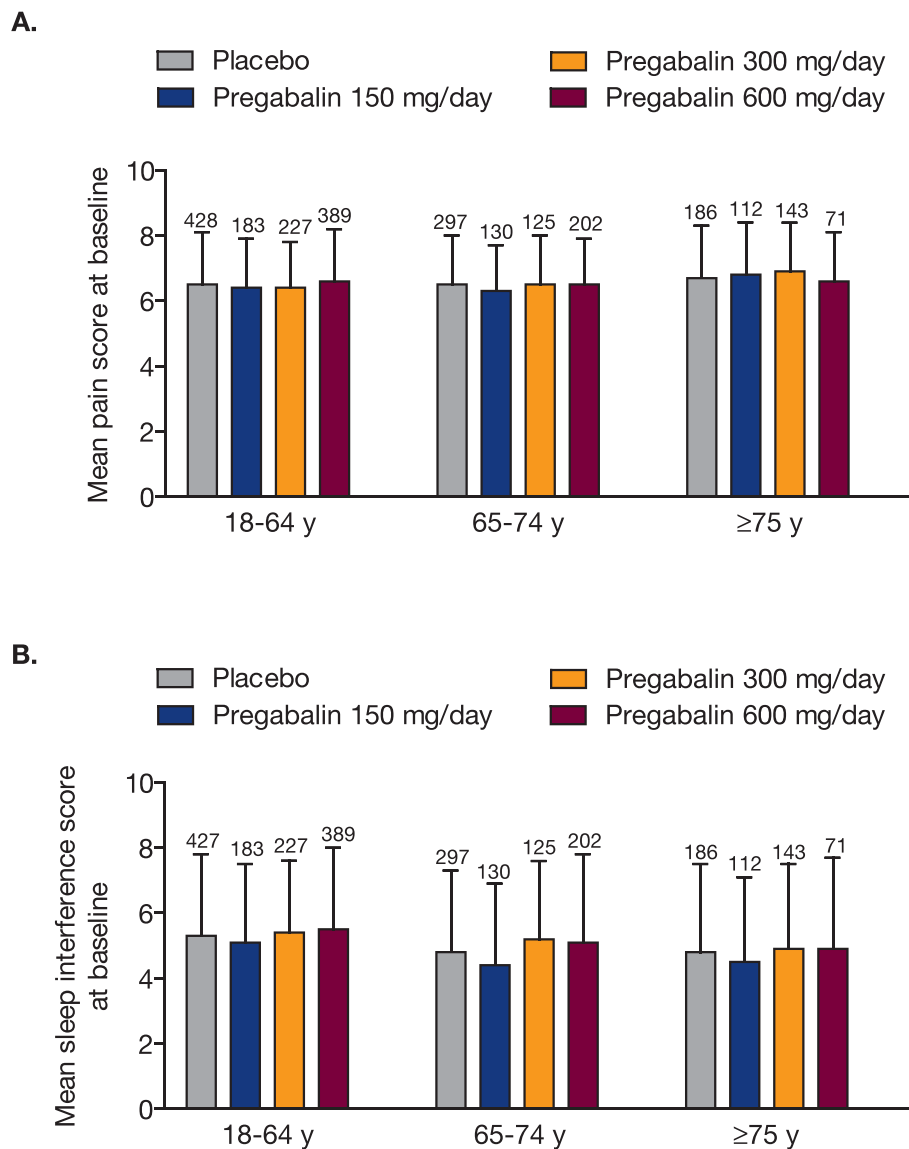 A.
Placebo
Pregabalin 300 mg/day
Pregabalin 150 mg/day
Pregabalin 600 mg/day
Mean pain score at baseline
10
8
6
4
2
0
428 183 227 389
297 130 125 202
186 112 143 71
18-64 y
65-74 y
≥75 y
B.
Placebo
Pregabalin 300 mg/day
Pregabalin 150 mg/day
Pregabalin 600 mg/day
Mean sleep interference score
at baseline
10
8
6
4
2
0
427 183 227 389
297 130 125 202
186 112 143 71
18-64 y
65-74 y
≥75 y